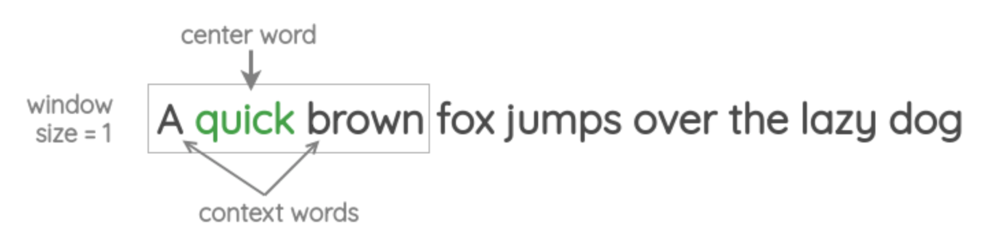 center word
window
size = 1
A quick brown fox jumps over the lazy dog
context words